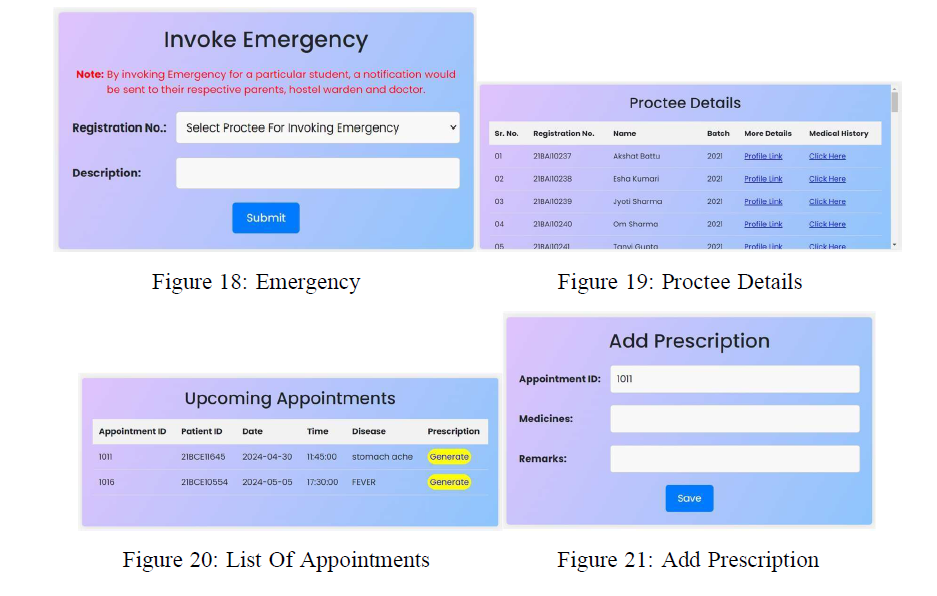 Invoke Emergency
Note: By invoking Emergency for a particular student, a notification would
be sent to their respective parents, hostel warden and doctor.
Registration No.: Select Proctee For Invoking Emergency
Description:
Submit
Figure 18: Emergency
Proctee Details
Sr. No. Registration No. Name Batch More Details Medical History
01 21BAI10237 Akshat Battu 2021 Profile Link Click Here
02 21BAI10238 Esha Kumari 2021 Profile Link Click Here
03 21BAI10239 Jyoti Sharma 2021 Profile Link Click Here
04 21BAI10240 Om Sharma 2021 Profile Link Click Here
05 21BAI10241 Tanvi Gupta 2021 Profile Link Click Here
Figure 19: Proctee Details
Upcoming Appointments
Appointment ID Patient ID Date Time Disease Prescription
1011 21BCE11645 2024-04-30 11:45:00 stomach ache Generate
1016 21BCE10554 2024-05-05 17:30:00 FEVER Generate
Figure 20: List Of Appointments
Add Prescription
Appointment ID: 1011
Medicines:
Remarks:
Save
Figure 21: Add Prescription